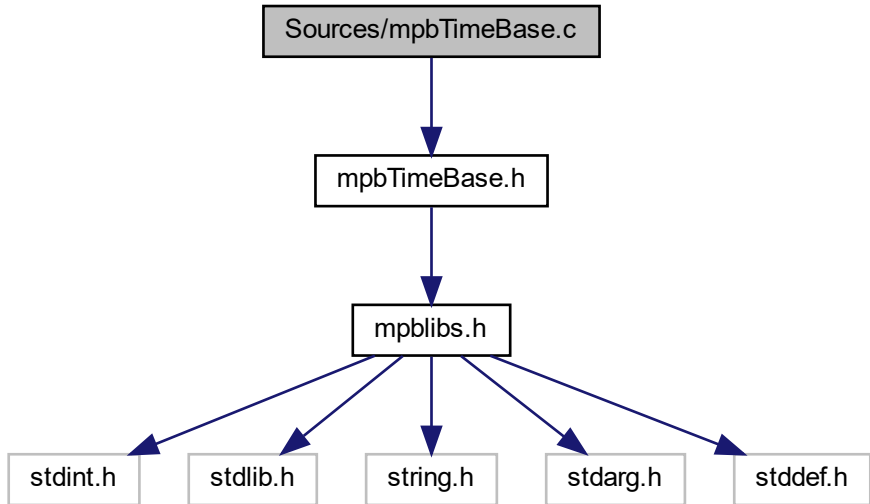 Sources/mpbTimeBase.c
mpbTimeBase.h
mpblibs.h
stdint.h
stdlib.h
string.h
stdarg.h
stddef.h